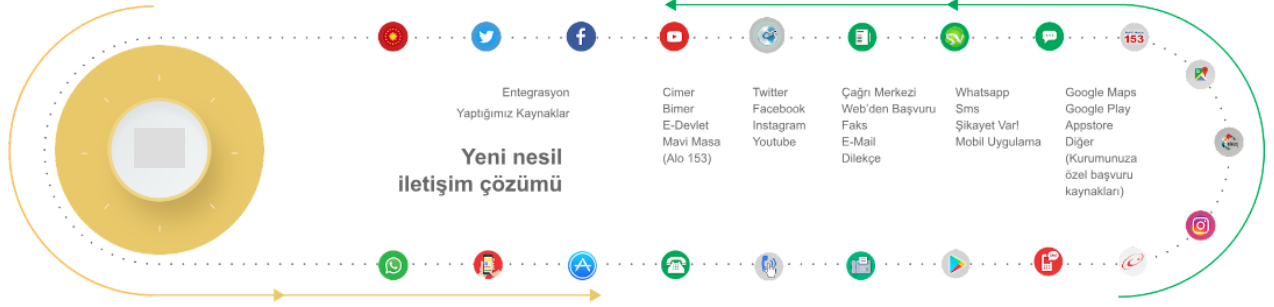 153
Entegrasyon
Yaptığımız Kaynaklar
Yeni nesil
iletişim çözümü
Cimer
Bimer
E-Devlet
Mavi Masa
(Alo 153)
Twitter
Facebook
Instagram
Youtube
Çağrı Merkezi
Web'den Başvuru
Faks
E-Mail
Dilekçe
Whatsapp
Sms
Şikayet Var!
Mobil Uygulama
Google Maps
Google Play
Appstore
Diğer
(Kurumunuza
özel başvuru
kaynakları)